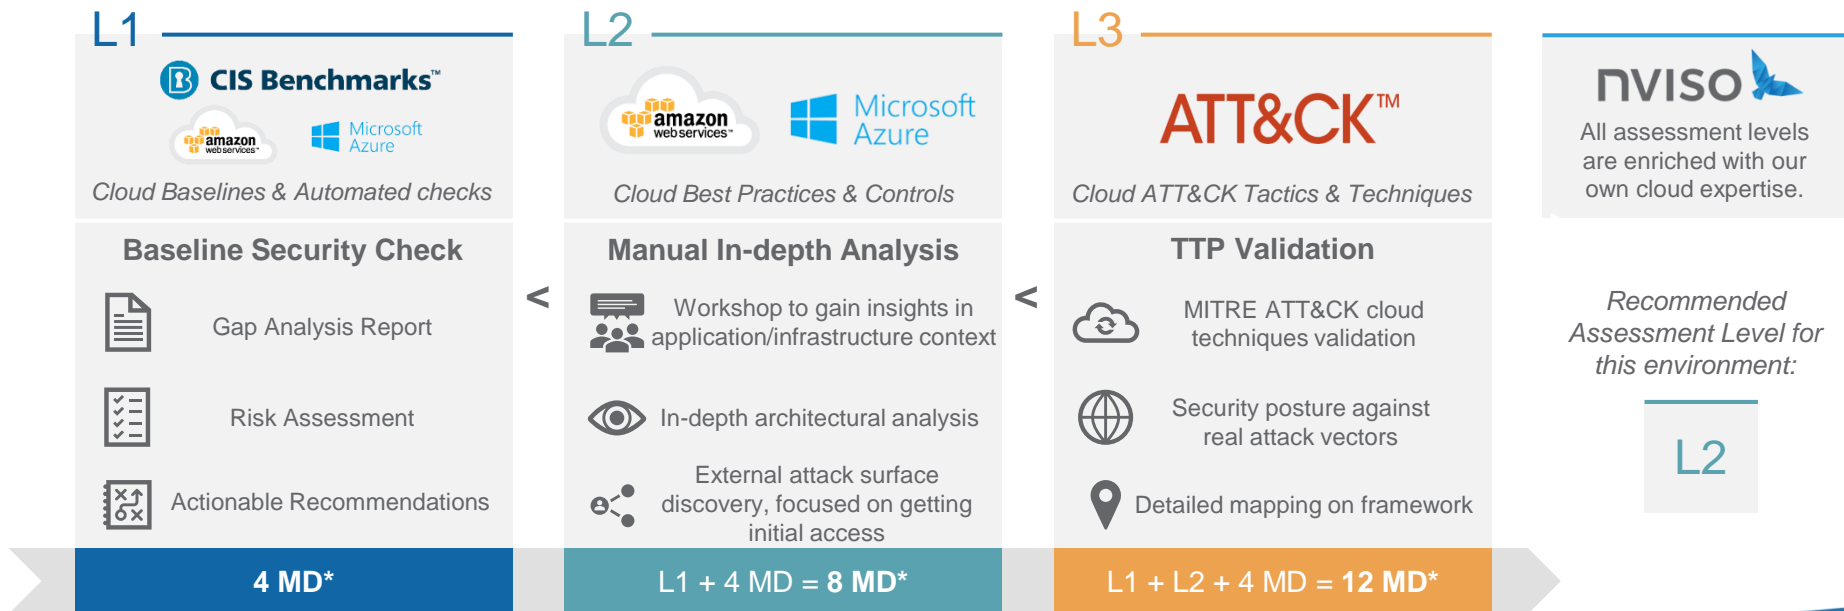 L1
CIS Benchmarks™
amazon
webservices™
Microsoft
Azure
Cloud Baselines & Automated checks
Baseline Security Check
Gap Analysis Report
Risk Assessment
Actionable Recommendations
4 MD*
<
L2
amazon
webservices™
Microsoft
Azure
Cloud Best Practices & Controls
Manual In-depth Analysis
Workshop to gain insights in
application/infrastructure context
In-depth architectural analysis
External attack surface
discovery, focused on getting
initial access
L1 + 4 MD = 8 MD*
<
L3
ATT&CK™
Cloud ATT&CK Tactics & Techniques
TTP Validation
MITRE ATT&CK cloud
techniques validation
Security posture against
real attack vectors
Detailed mapping on framework
L1 + L2 + 4 MD = 12 MD*
nviso
All assessment levels
are enriched with our
own cloud expertise.
Recommended
Assessment Level for
this environment:
L2